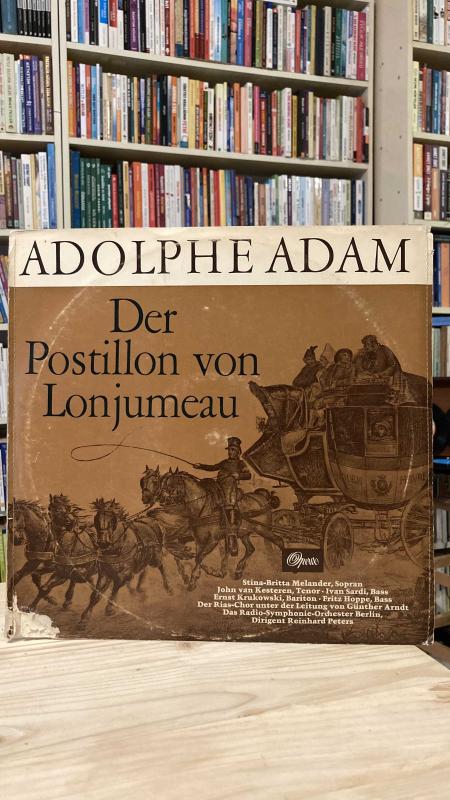 ADOLPHE ADAM
Der
Postillon von
Lonjumeau
Opera
Stina-Britta Melander, Sopran
John van Kesteren, Tenor · Ivan Sardi, Bass
Ernst Krukowski, Bariton · Fritz Hoppe, Bass
Der Rias-Chor unter der Leitung von Günther Arndt
Das Radio-Symphonie-Orchester Berlin,
Dirigent Reinhard Peters